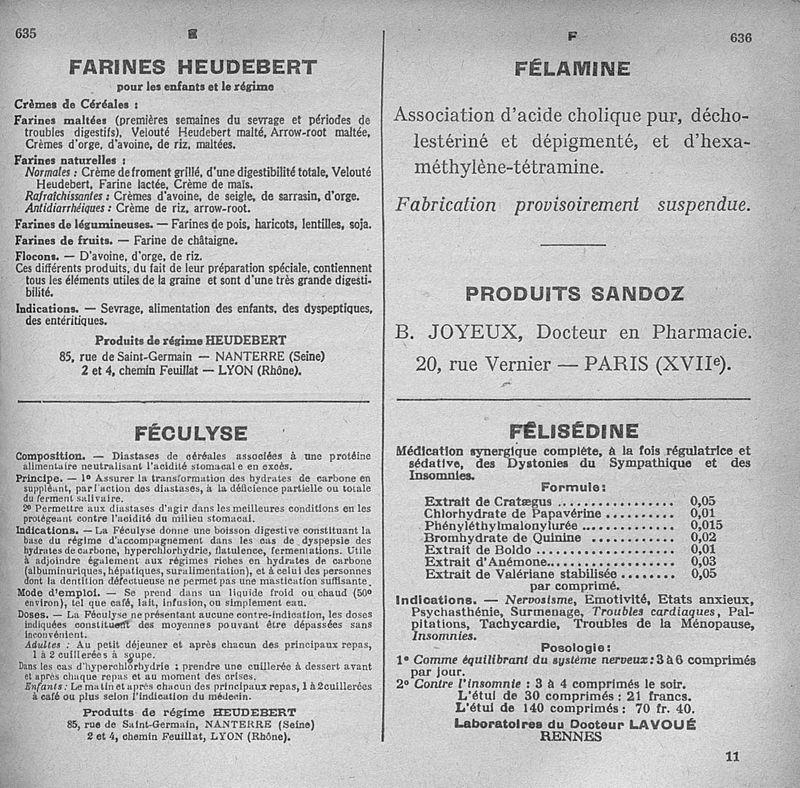 635
FARINES HEUDEBERT
pour les enfants et le régime
Crèmes de Céréales :
Farines maltées (premières semaines du sevrage et périodes de
troubles digestifs), Velouté Heudebert malté, Arrow-root maltée,
Crèmes d'orge, d'avoine, de riz, maltées.
Farines naturelles :
Normales : Crème de froment grillé, d'une digestibilité totale, Velouté
Heudebert, Farine lactée, Crème de maïs.
Rafraîchissantes : Crèmes d'avoine, de seigle, de sarrasin, d'orge.
Antidiarrhéiques : Crème de riz, arrow-root.
Farines de légumineuses. — Farines de pois, haricots, lentilles, soja.
Farines de fruits. — Farine de châtaigne.
Flocons. — D'avoine, d'orge, de riz.
Ces différents produits, du fait de leur préparation spéciale, contiennent
tous les éléments utiles de la graine et sont d'une très grande digesti-
bilité.
Indications. — Sevrage, alimentation des enfants, des dyspeptiques,
des entéritiques.
Produits de régime HEUDEBERT
85, rue de Saint-Germain — NANTERRE (Seine)
2 et 4, chemin Feuillat — LYON (Rhône).
FÉCULYSE
Composition. — Diastases de céréales associées à une protéine
alimentaire neutralisant l'acidité stomacale en excès.
Principe. — 1º Assurer la transformation des hydrates de carbone en
suppléant, par l'action des diastases, à la déficience partielle ou totale
du ferment salivaire.
2º Permettre aux diastases d'agir dans les meilleures conditions en les
protégeant contre l'acidité du milieu stomacal.
Indications. — La Féculyse donne une boisson digestive constituant la
base du régime d'accompagnement dans les cas de dyspepsie des
hydrates de carbone, hyperchlorhydrie, flatulence, fermentations. Utile
à adjoindre également aux régimes riches en hydrates de carbone
(albuminuriques, hépatiques, suralimentation), et à celui des personnes
dont la dentition défectueuse ne permet pas une mastication suffisante.
Mode d'emploi. — Se prend dans un liquide froid ou chaud (50º
environ), tel que café, lait, infusion, ou simplement eau.
Doses. — La Féculyse ne présentant aucune contre-indication, les doses
indiquées constituent des moyennes pouvant être dépassées sans
inconvénient.
Adultes : Au petit déjeuner et après chacun des principaux repas,
1 à 2 cuillerées à soupe.
Dans les cas d'hyperchlorhydrie : prendre une cuillerée à dessert avant
et après chaque repas et au moment des crises.
Enfants : Le matin et après chacun des principaux repas, 1 à 2 cuillerées
à café ou plus selon l'indication du médecin.
Produits de régime HEUDEBERT
85, rue de Saint-Germain, NANTERRE (Seine)
2 et 4, chemin Feuillat, LYON (Rhône).
F
636
FÉLAMINE
Association d'acide cholique pur, décho-
lestériné et dépigmenté, et d'hexa-
méthylène-tétramine.
Fabrication provisoirement suspendue.
PRODUITS SANDOZ
B. JOYEUX, Docteur en Pharmacie.
20, rue Vernier — PARIS (XVIIe).
FÉLISÉDINE
Médication synergique complète, à la fois régulatrice et
sédative, des Dystonies du Sympathique et des
Insomnies.
Formule :
Extrait de Cratægus ................. 0,05
Chlorhydrate de Papavérine .......... 0,01
Phényléthylmalonylurée .............. 0,015
Bromhydrate de Quinine ............ 0,02
Extrait de Boldo .................... 0,01
Extrait d'Anémone................... 0,03
Extrait de Valériane stabilisée ........ 0,05
par comprimé.
Indications. — Nervosisme, Emotivité, Etats anxieux,
Psychasthénie, Surmenage, Troubles cardiaques, Pal-
pitations, Tachycardie, Troubles de la Ménopause,
Insomnies.
Posologie :
1º Comme équilibrant du système nerveux : 3 à 6 comprimés
par jour.
2º Contre l'insomnie : 3 à 4 comprimés le soir.
L'étui de 30 comprimés : 21 francs.
L'étui de 140 comprimés : 70 fr. 40.
Laboratoires du Docteur LAVOUÉ
RENNES
11